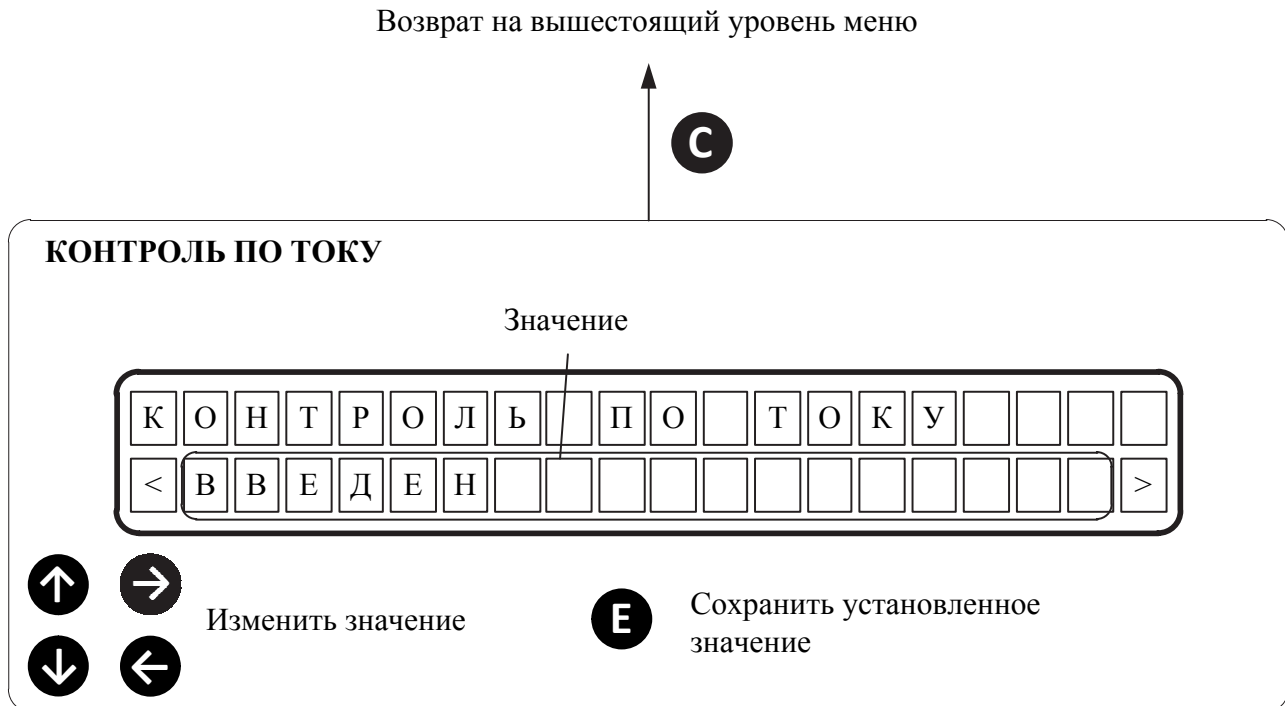 Возврат на вышестоящий уровень меню
C
КОНТРОЛЬ ПО ТОКУ
Значение
КОНТРОЛЬ ПО ТОКУ
<ВВЕДЕН >
Изменить значение
E
Сохранить установленное
значение